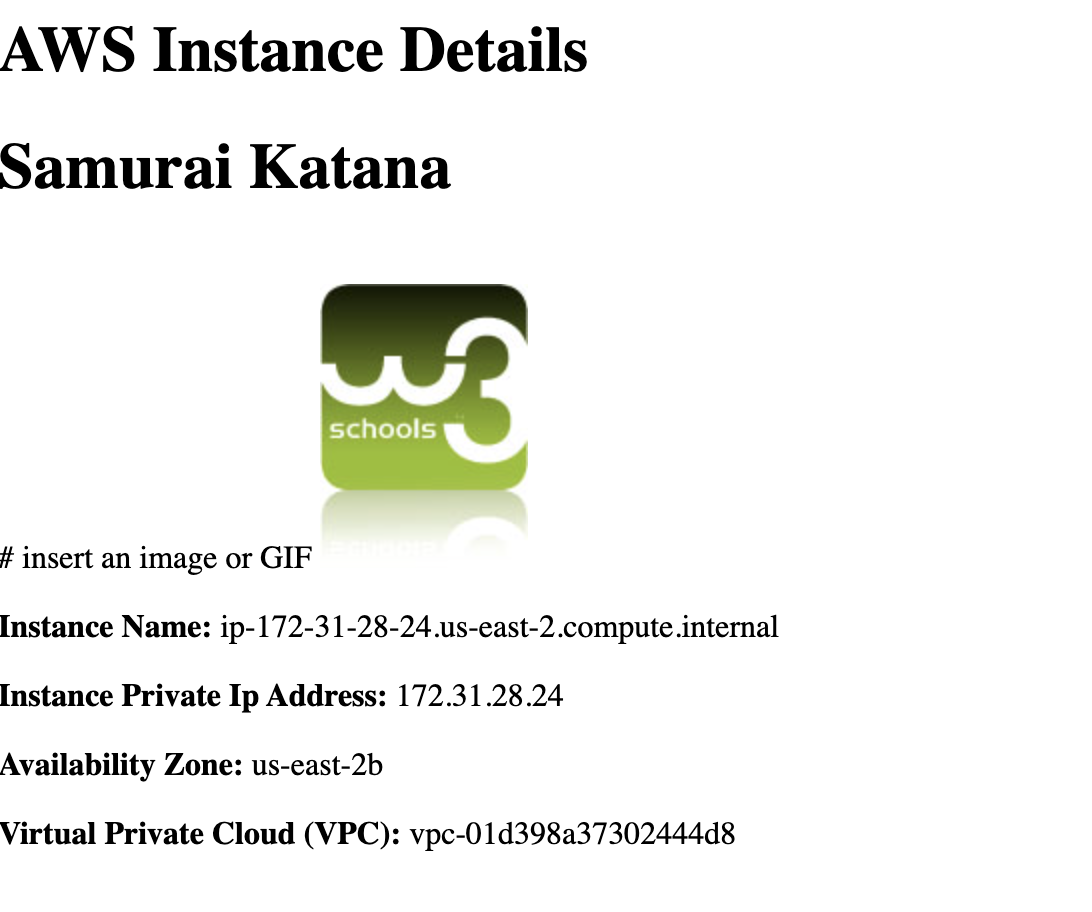 AWS Instance Details
Samurai Katana
w3
schools
# insert an image or GIF
Instance Name: ip-172-31-28-24.us-east-2.compute.internal
Instance Private Ip Address: 172.31.28.24
Availability Zone: us-east-2b
Virtual Private Cloud (VPC): vpc-01d398a37302444d8